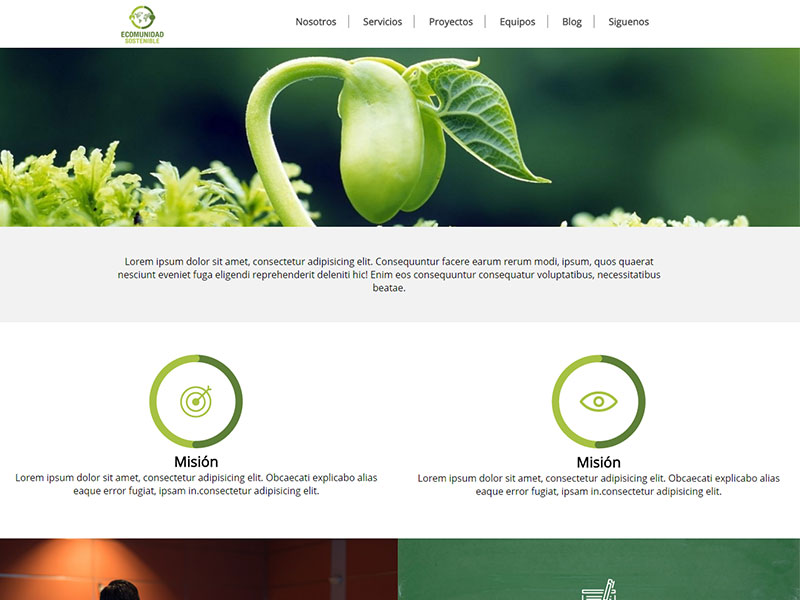 ECOMUNIDAD
SOSTENIBLE
Nosotros
Servicios
Proyectos
Equipos
Blog
Siguenos
Lorem ipsum dolor sit amet, consectetur adipisicing elit. Consequuntur facere earum rerum modi, ipsum, quos quaerat
nesciunt eveniet fuga eligendi reprehenderit deleniti hic! Enim eos consequuntur consequatur voluptatibus, necessitatibus
beatae.
Misión
Lorem ipsum dolor sit amet, consectetur adipisicing elit. Obcaecati explicabo alias
eaque error fugiat, ipsam in.consectetur adipisicing elit.
Misión
Lorem ipsum dolor sit amet, consectetur adipisicing elit. Obcaecati explicabo alias
eaque error fugiat, ipsam in.consectetur adipisicing elit.